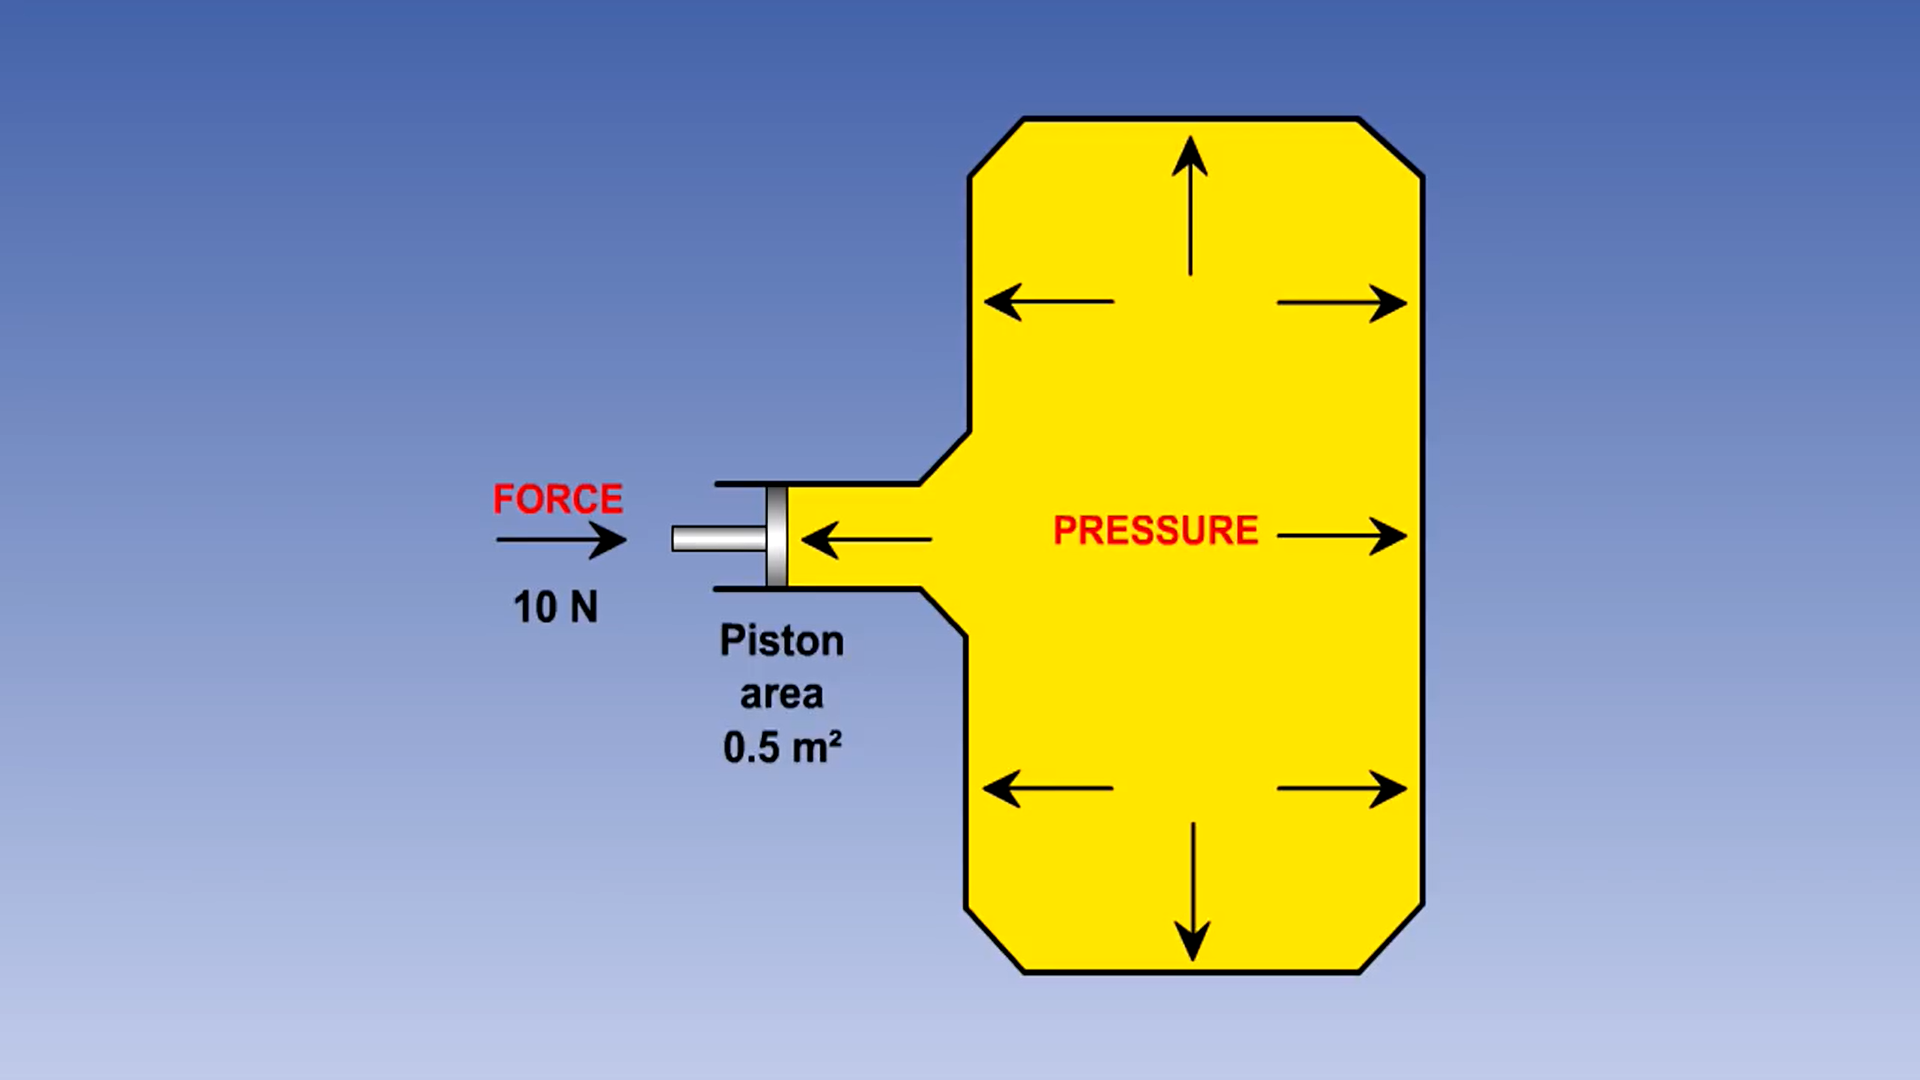 FORCE
10 N
Piston
area
0.5 m²
PRESSURE